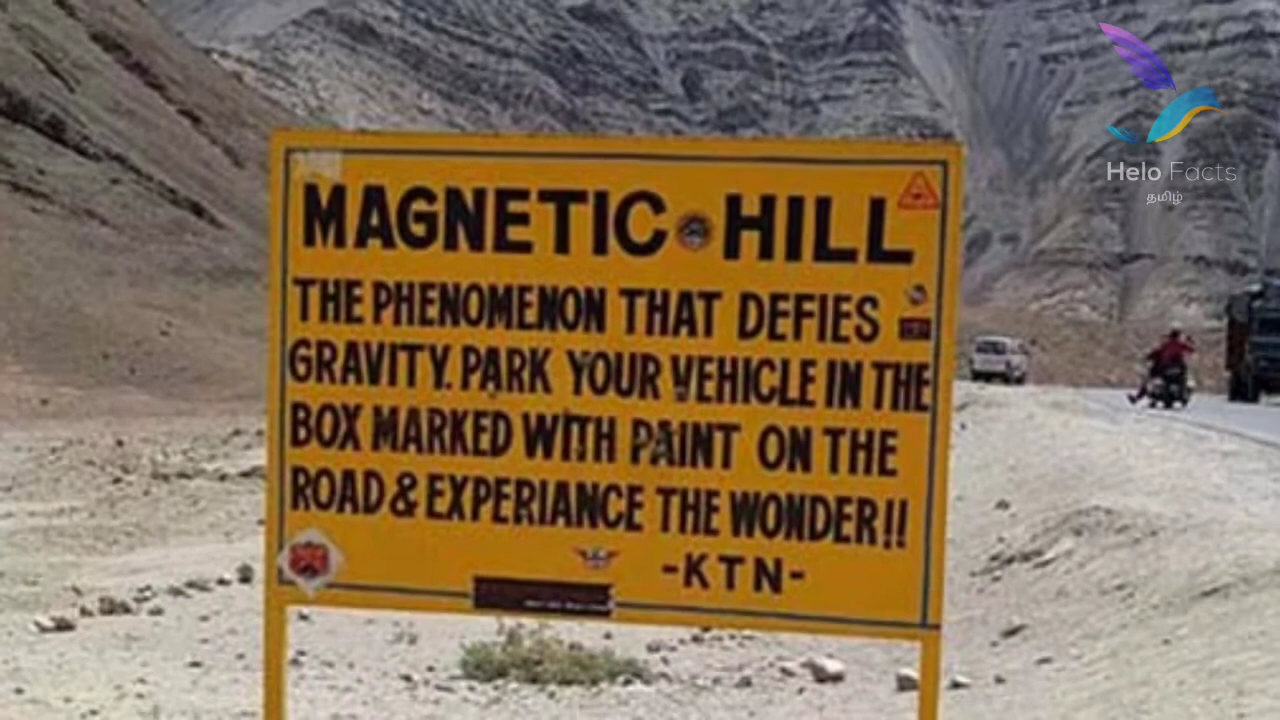 Helo Facts
தமிழ்
MAGNETIC HILL
THE PHENOMENON THAT DEFIES
GRAVITY. PARK YOUR VEHICLE IN THE
BOX MARKED WITH PAINT ON THE
ROAD & EXPERIANCE THE WONDER!!
-KTN-